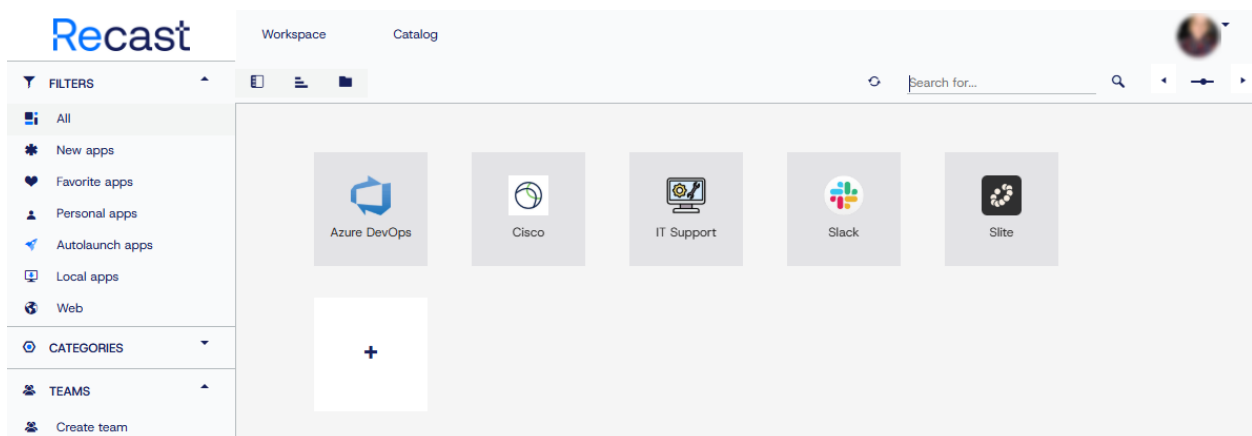 Recast
Workspace Catalog
FILTERS
Search for...
All
New apps
Favorite apps
Personal apps
Autolaunch apps
Local apps
Web
CATEGORIES
TEAMS
Create team
Azure DevOps Cisco IT Support Slack Slite
+